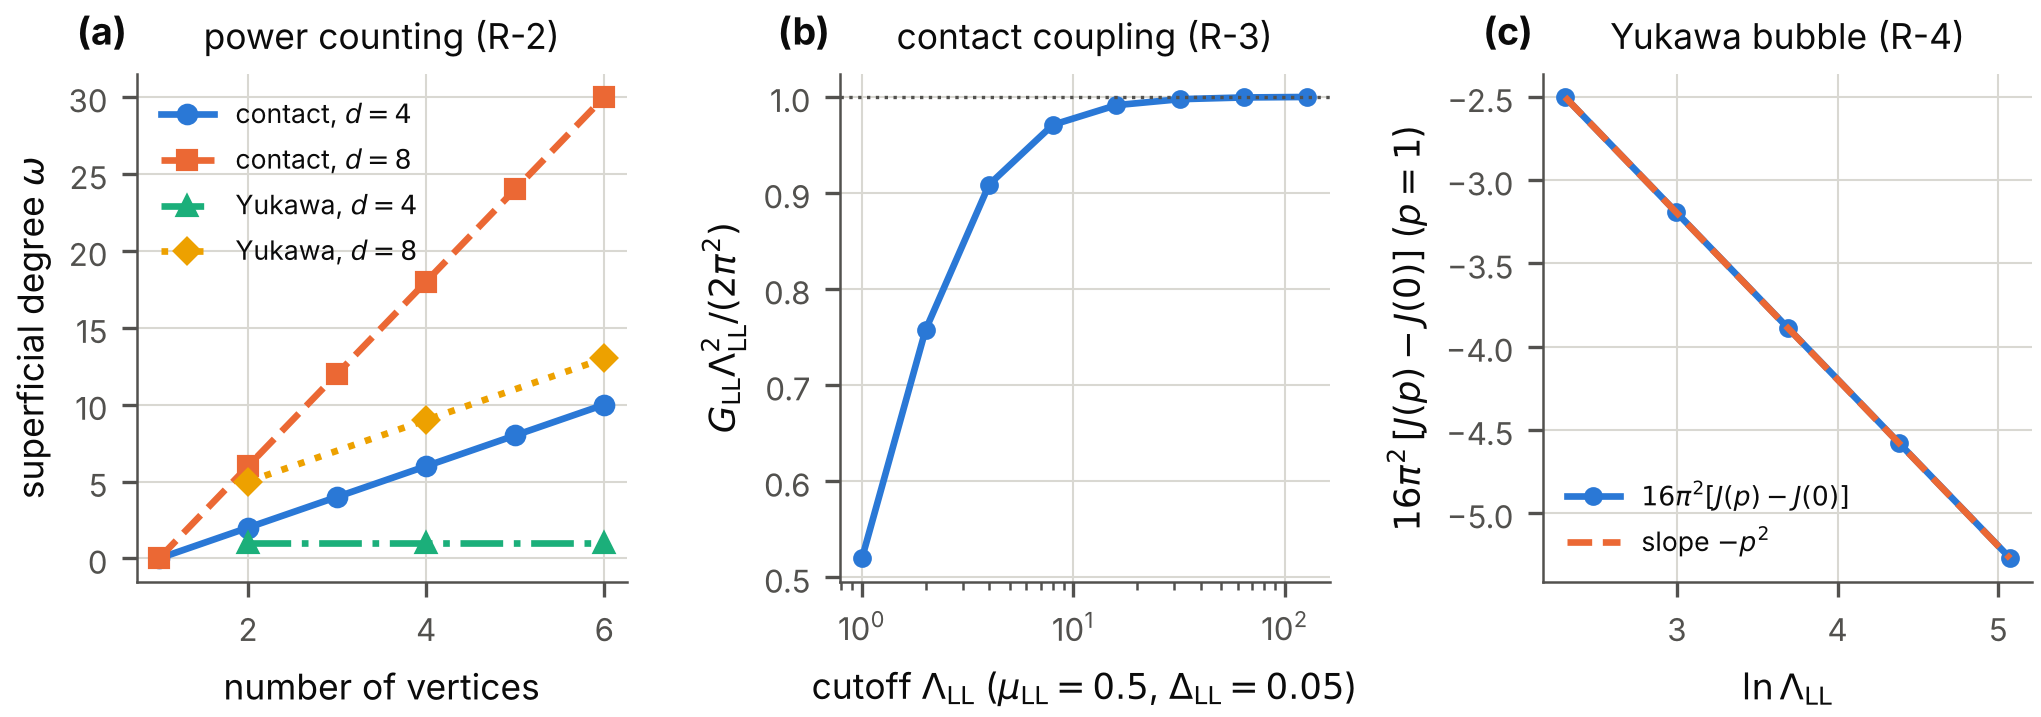 (a) power counting (R-2)
superficial degree ω
30
25
20
15
10
5
0
contact, d = 4
contact, d = 8
Yukawa, d = 4
Yukawa, d = 8
2 4 6
number of vertices
(b) contact coupling (R-3)
G_LL Λ²_LL/(2π²)
1.0
0.9
0.8
0.7
0.6
0.5
10⁰ 10¹ 10²
cutoff Λ_LL (μ_LL = 0.5, Δ_LL = 0.05)
(c) Yukawa bubble (R-4)
16π² [J(p) − J(0)] (p = 1)
−2.5
−3.0
−3.5
−4.0
−4.5
−5.0
16π²[J(p) − J(0)]
slope −p²
3 4 5
ln Λ_LL